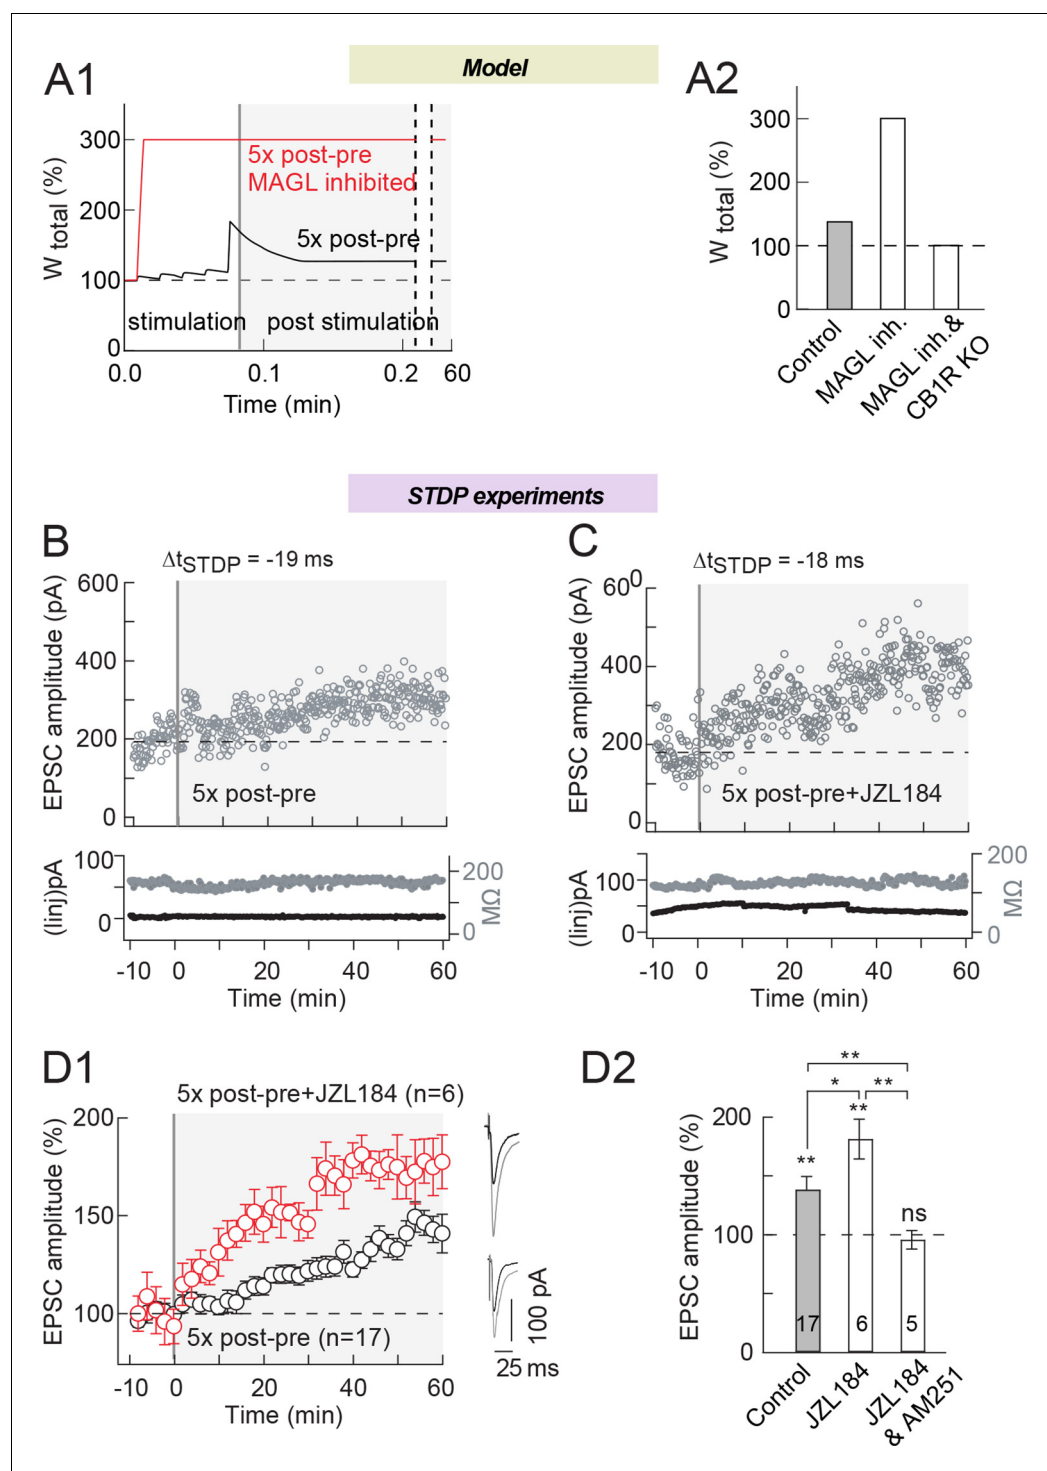 Model
A1
W total (%)
300
200
100
0
5x post-pre
MAGL inhibited
5x post-pre
stimulation
post stimulation
0.0
0.1
0.2
60
Time (min)
A2
W total (%)
300
200
100
0
Control
MAGL inh.
MAGL inh.&
CB1R KO
STDP experiments
B
ΔtSTDP = -19 ms
EPSC amplitude (pA)
600
400
200
0
5x post-pre
(Iinj)pA
100
0
200
0
MΩ
-10
0
20
40
60
Time (min)
C
ΔtSTDP = -18 ms
EPSC amplitude (pA)
600
400
200
0
5x post-pre+JZL184
(Iinj)pA
100
0
200
0
MΩ
-10
0
20
40
60
Time (min)
D1
5x post-pre+JZL184 (n=6)
EPSC amplitude (%)
200
150
100
5x post-pre (n=17)
-10
0
20
40
60
Time (min)
100 pA
25 ms
D2
EPSC amplitude (%)
200
100
0
**
*
**
**
**
ns
17
6
5
Control
JZL184
JZL184
& AM251